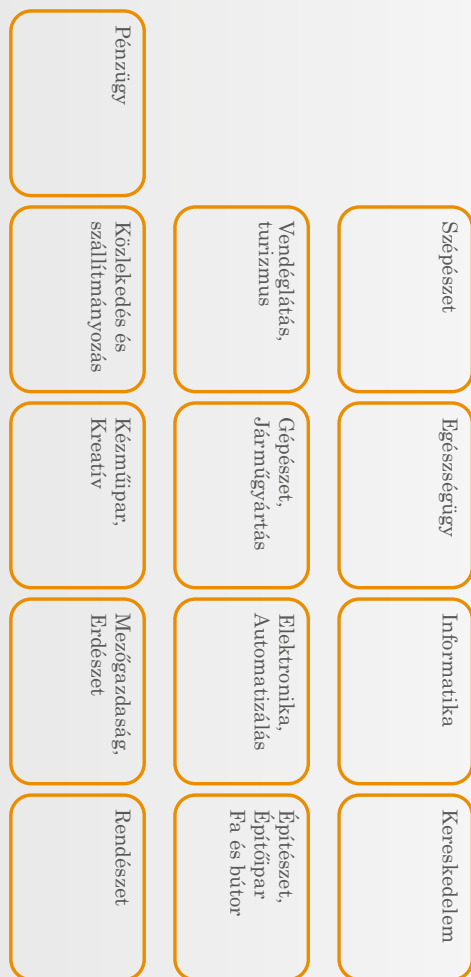 Szépészet
Egészségügy
Informatika
Kereskedelem
Vendéglátás,
turizmus
Gépészet,
Járműgyártás
Elektronika,
Automatizálás
Építészet,
Építőipar
Fa és bútor
Pénzügy
Közlekedés és
szállítmányozás
Kézműipar,
Kreatív
Mezőgazdaság,
Erdészet
Rendészet